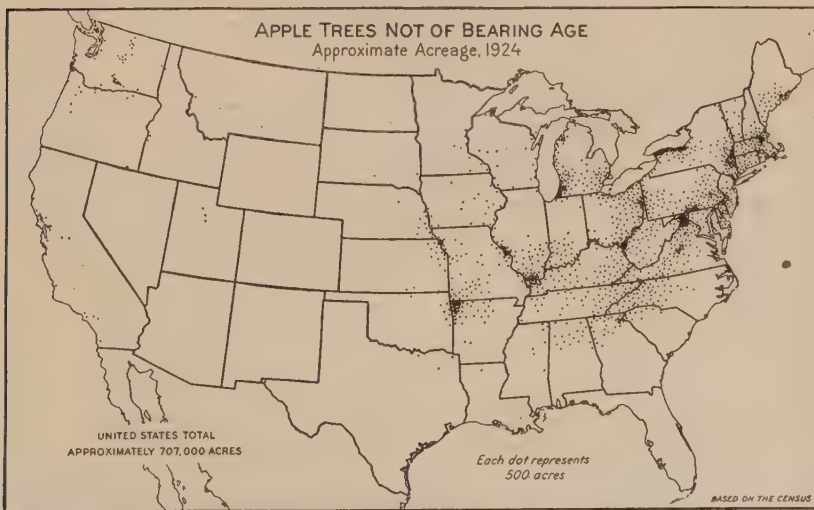 APPLE TREES NOT OF BEARING AGE
Approximate Acreage, 1924
UNITED STATES TOTAL
APPROXIMATELY 707,000 ACRES
Each dot represents
500 acres
BASED ON THE CENSUS